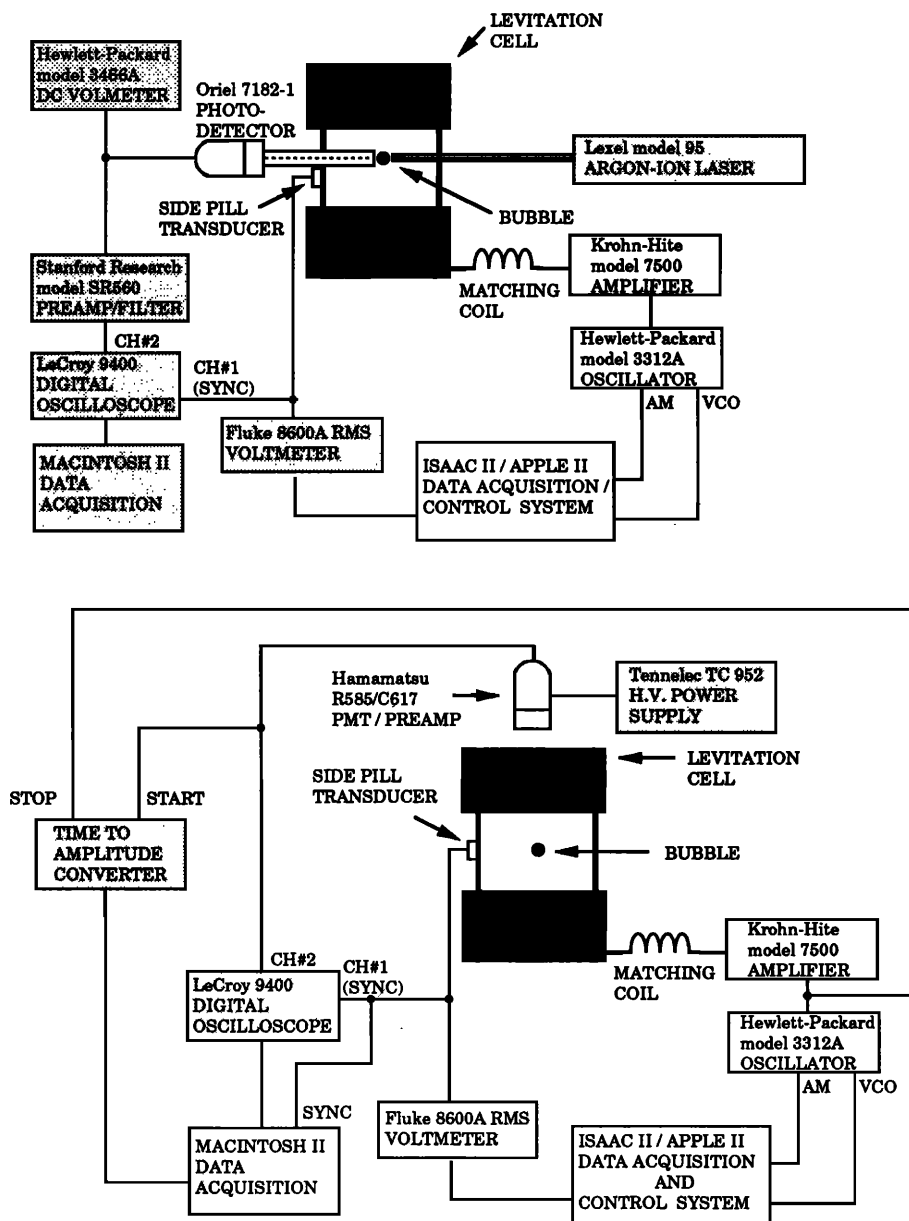 LEVITATION
CELL
Hewlett-Packard
model 3466A
DC VOLMETER
Oriel 7182-1
PHOTO-
DETECTOR
Lexel model 95
ARGON-ION LASER
SIDE PILL
TRANSDUCER
BUBBLE
Krohn-Hite
model 7500
AMPLIFIER
MATCHING
COIL
Stanford Research
model SR560
PREAMP/FILTER
CH#2
Hewlett-Packard
model 3312A
OSCILLATOR
LeCroy 9400
DIGITAL
OSCILLOSCOPE
CH#1
(SYNC)
AM
VCO
Fluke 8600A RMS
VOLTMETER
MACINTOSH II
DATA
ACQUISITION
ISAAC II / APPLE II
DATA ACQUISITION /
CONTROL SYSTEM
Hamamatsu
R585/C617
PMT / PREAMP
Tennelec TC 952
H.V. POWER
SUPPLY
LEVITATION
CELL
SIDE PILL
TRANSDUCER
STOP
START
TIME TO
AMPLITUDE
CONVERTER
BUBBLE
Krohn-Hite
model 7500
AMPLIFIER
MATCHING
COIL
CH#2
CH#1
(SYNC)
LeCroy 9400
DIGITAL
OSCILLOSCOPE
Hewlett-Packard
model 3312A
OSCILLATOR
AM
VCO
SYNC
Fluke 8600A RMS
VOLTMETER
MACINTOSH II
DATA
ACQUISITION
ISAAC II / APPLE II
DATA ACQUISITION
AND
CONTROL SYSTEM